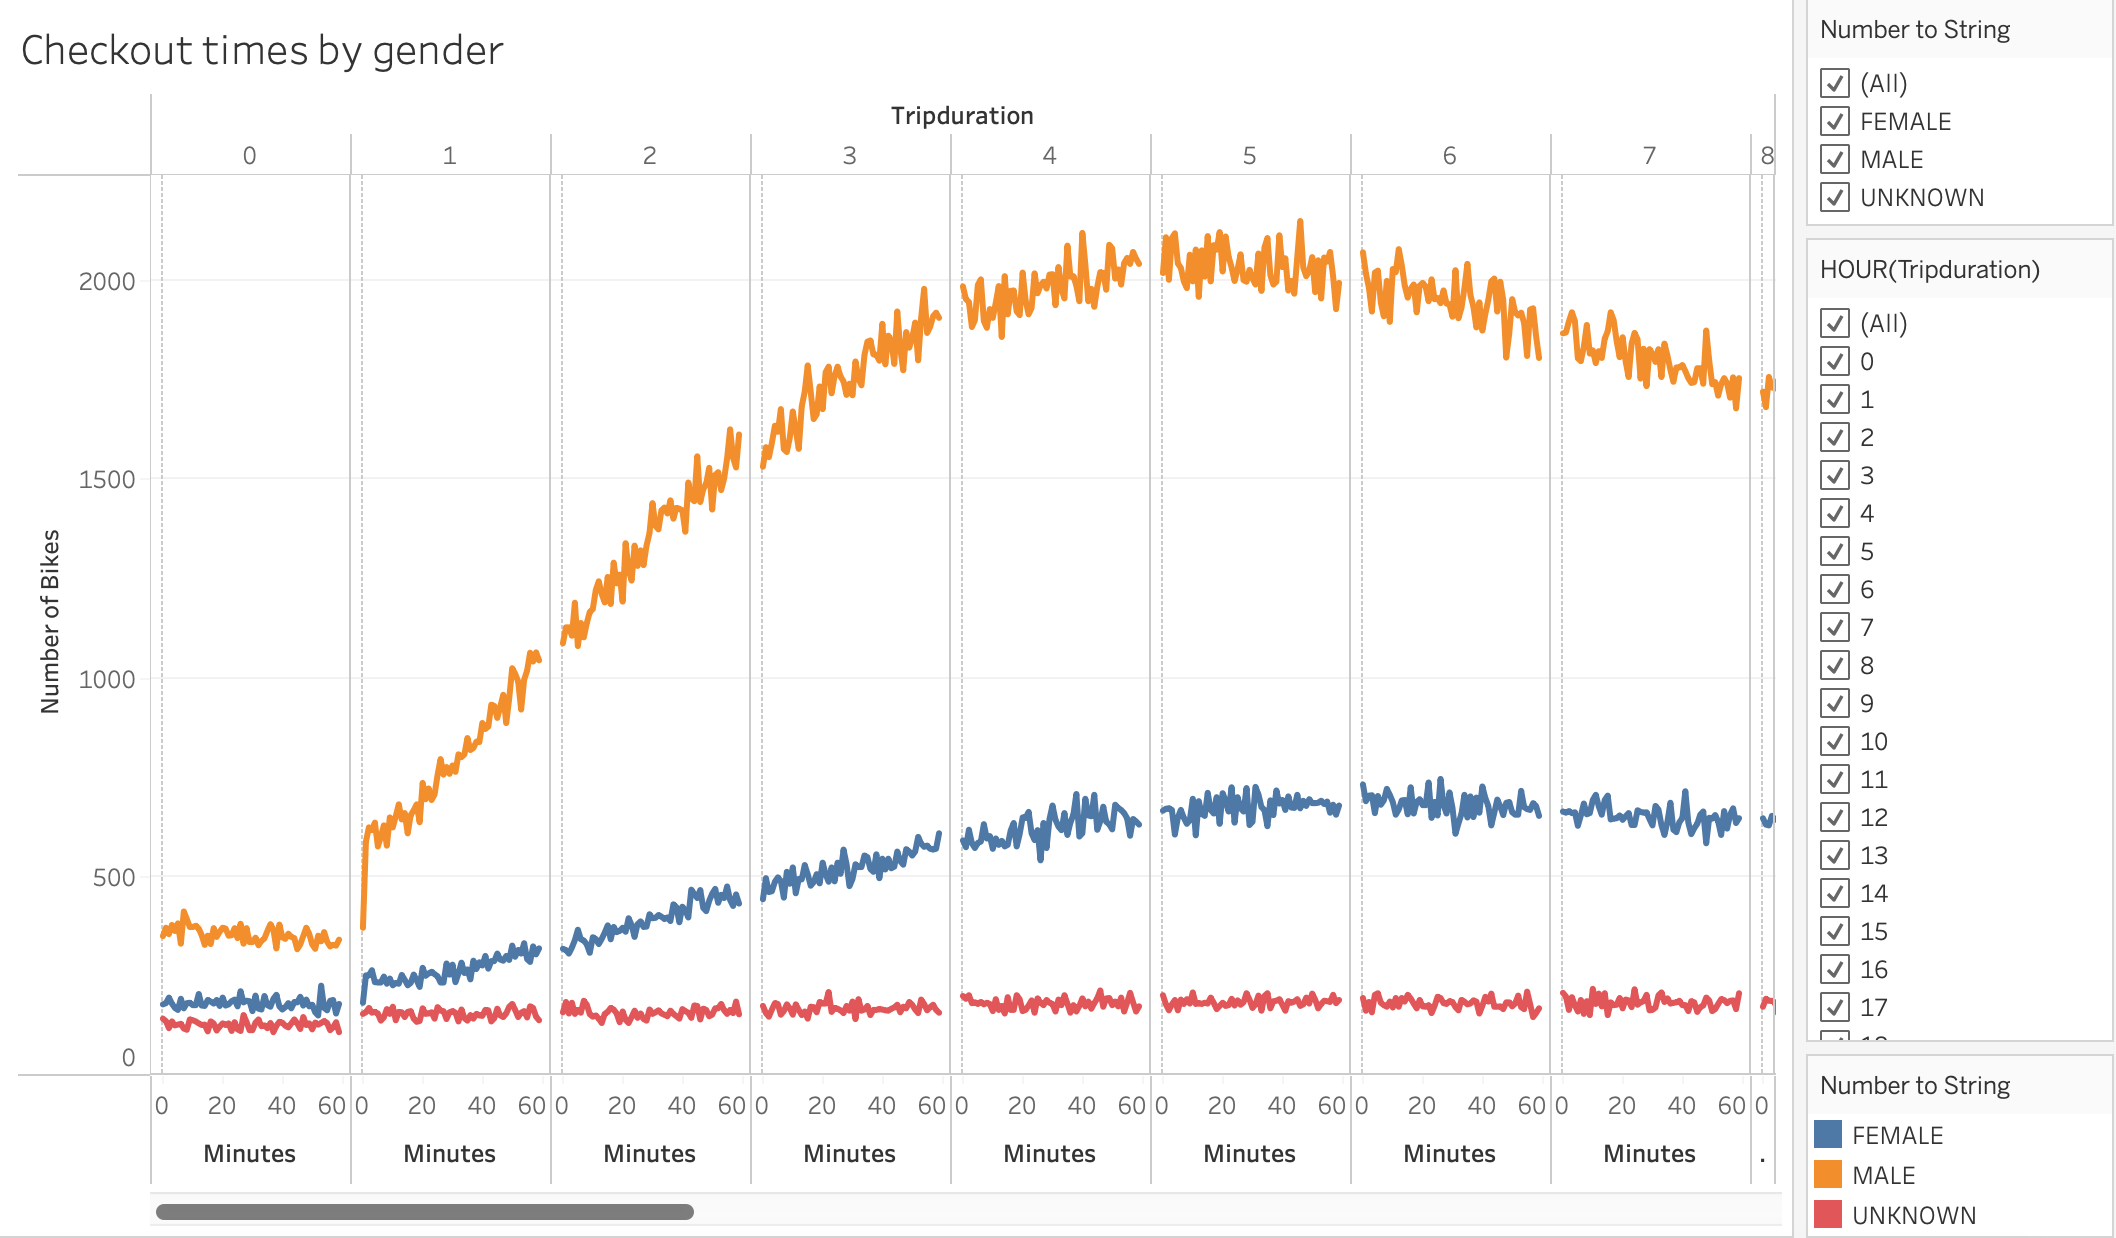 Checkout times by gender
Tripduration
0 1 2 3 4 5 6 7 8
Number of Bikes
2000
1500
1000
500
0
0 20 40 60 0 20 40 60 0 20 40 60 0 20 40 60 0 20 40 60 0 20 40 60 0 20 40 60 0 20 40 60 0
Minutes Minutes Minutes Minutes Minutes Minutes Minutes Minutes .
Number to String
(All)
FEMALE
MALE
UNKNOWN
HOUR(Tripduration)
(All)
0
1
2
3
4
5
6
7
8
9
10
11
12
13
14
15
16
17
Number to String
FEMALE
MALE
UNKNOWN